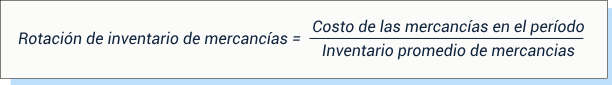 Rotación de inventario de mercancías = Costo de las mercancías en el período
Inventario promedio de mercancias